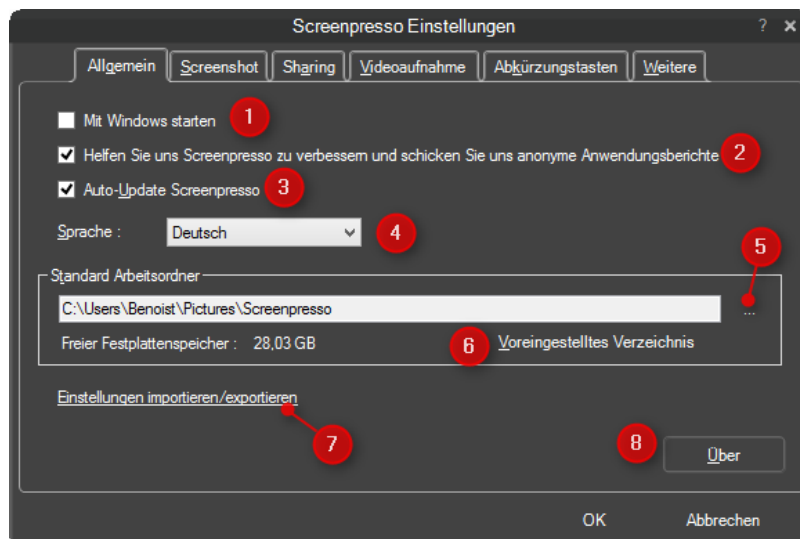 Screenpresso Einstellungen ? ×
Allgemein Screenshot Sharing Videoaufnahme Abkürzungstasten Weitere
Mit Windows starten 1
Helfen Sie uns Screenpresso zu verbessern und schicken Sie uns anonyme Anwendungsberichte 2
Auto-Update Screenpresso 3
Sprache : Deutsch 4
5
Standard Arbeitsordner
C:\Users\Benoist\Pictures\Screenpresso ...
Freier Festplattenspeicher : 28,03 GB 6 Voreingestelltes Verzeichnis
Einstellungen importieren/exportieren
7
8 Über
OK Abbrechen